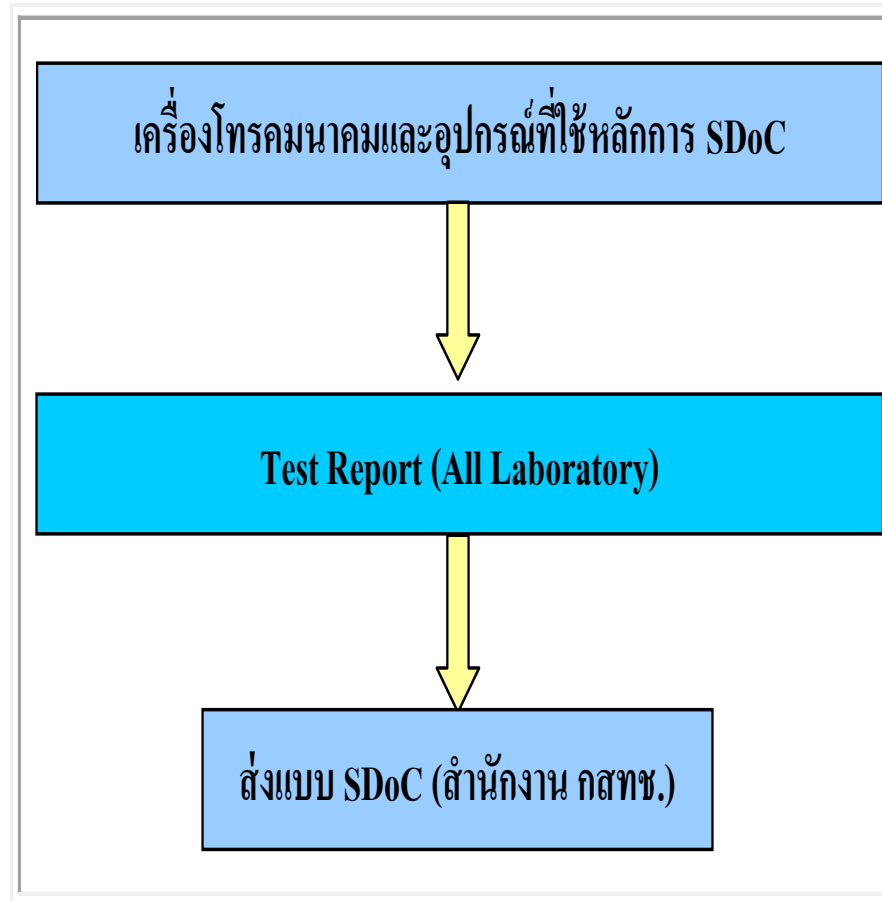 เครื่องโทรคมนาคมและอุปกรณ์ที่ใช้หลักการ SDoC
Test Report (All Laboratory)
ส่งแบบ SDoC (สำนักงาน กสทช.)